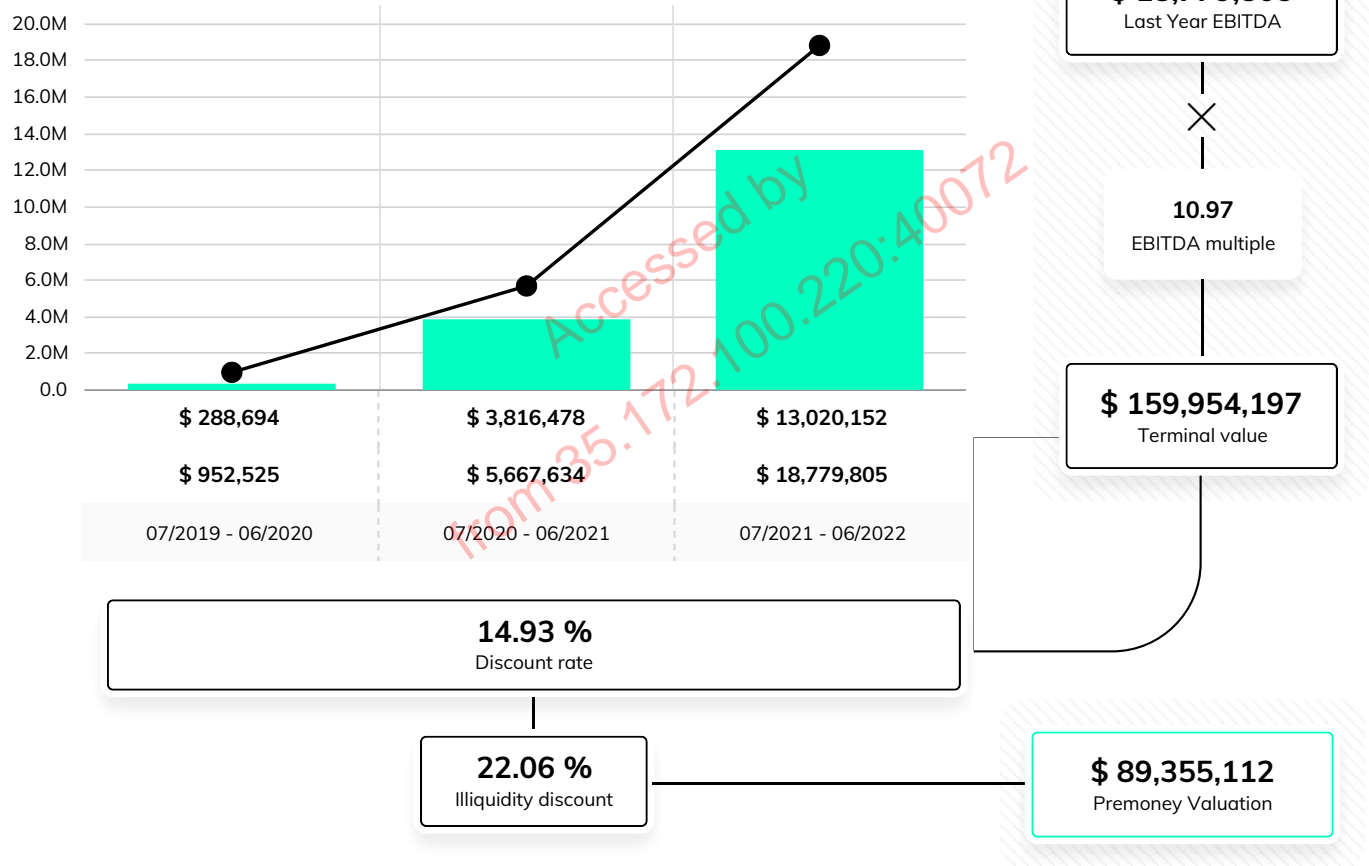 20.0M
18.0M
16.0M
14.0M
12.0M
10.0M
8.0M
6.0M
4.0M
2.0M
0.0
$ 288,694
$ 3,816,478
$ 13,020,152
$ 952,525
$ 5,667,634
$ 18,779,805
07/2019 - 06/2020
07/2020 - 06/2021
07/2021 - 06/2022
Accessed by
from 35.172.100.220:40072
Last Year EBITDA
10.97
EBITDA multiple
$ 159,954,197
Terminal value
14.93 %
Discount rate
22.06 %
Illiquidity discount
$ 89,355,112
Premoney Valuation